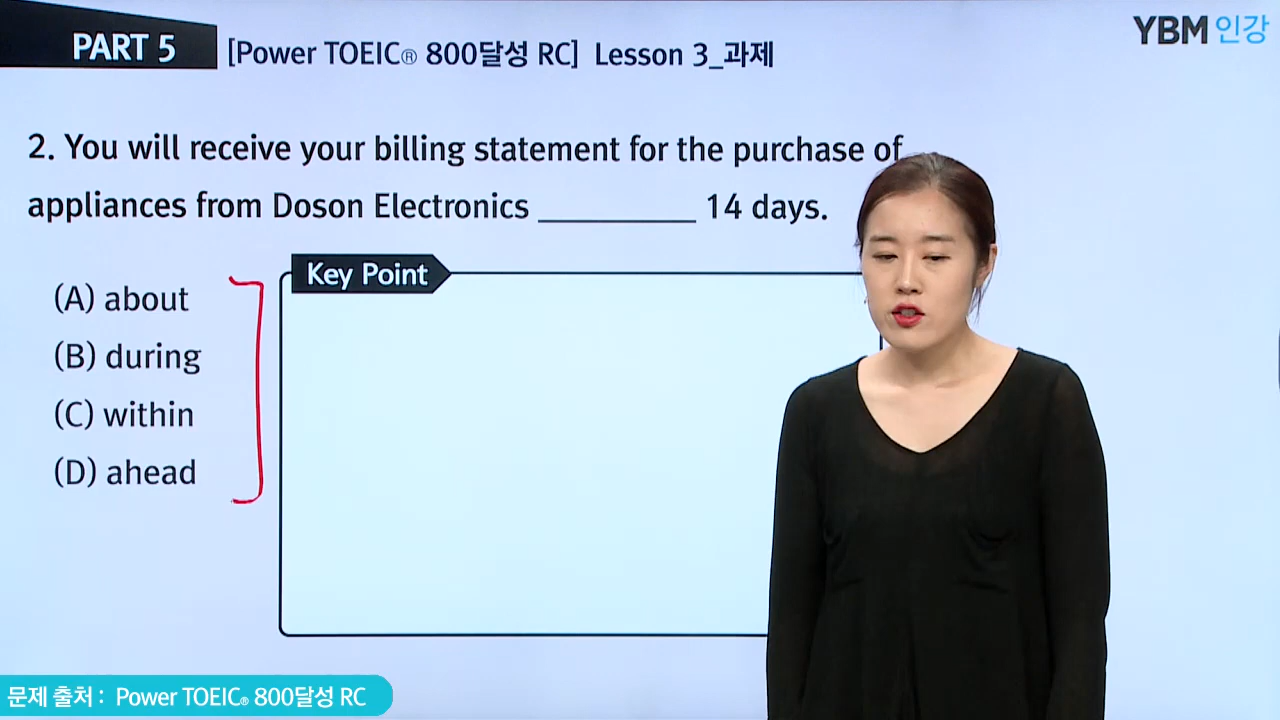 PART 5
[Power TOEIC® 800달성 RC] Lesson 3_과제
YBM 인강
2. You will receive your billing statement for the purchase of
appliances from Doson Electronics _________ 14 days.
(A) about
(B) during
(C) within
(D) ahead
Key Point
문제 출처 : Power TOEIC® 800달성 RC